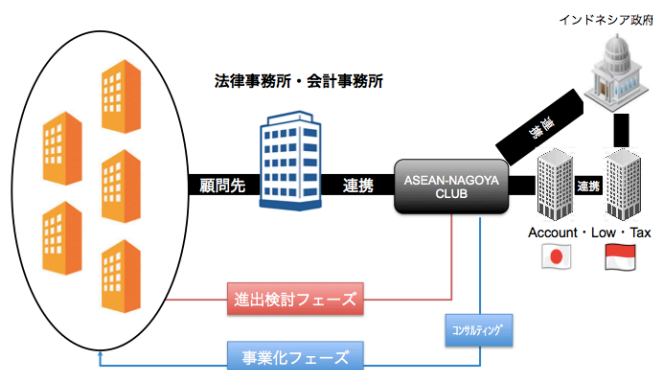 インドネシア政府
法律事務所・会計事務所
連携
顧問先
連携
ASEAN-NAGOYA
CLUB
連携
Account・Low・Tax
進出検討フェーズ
コンサルティング
事業化フェーズ